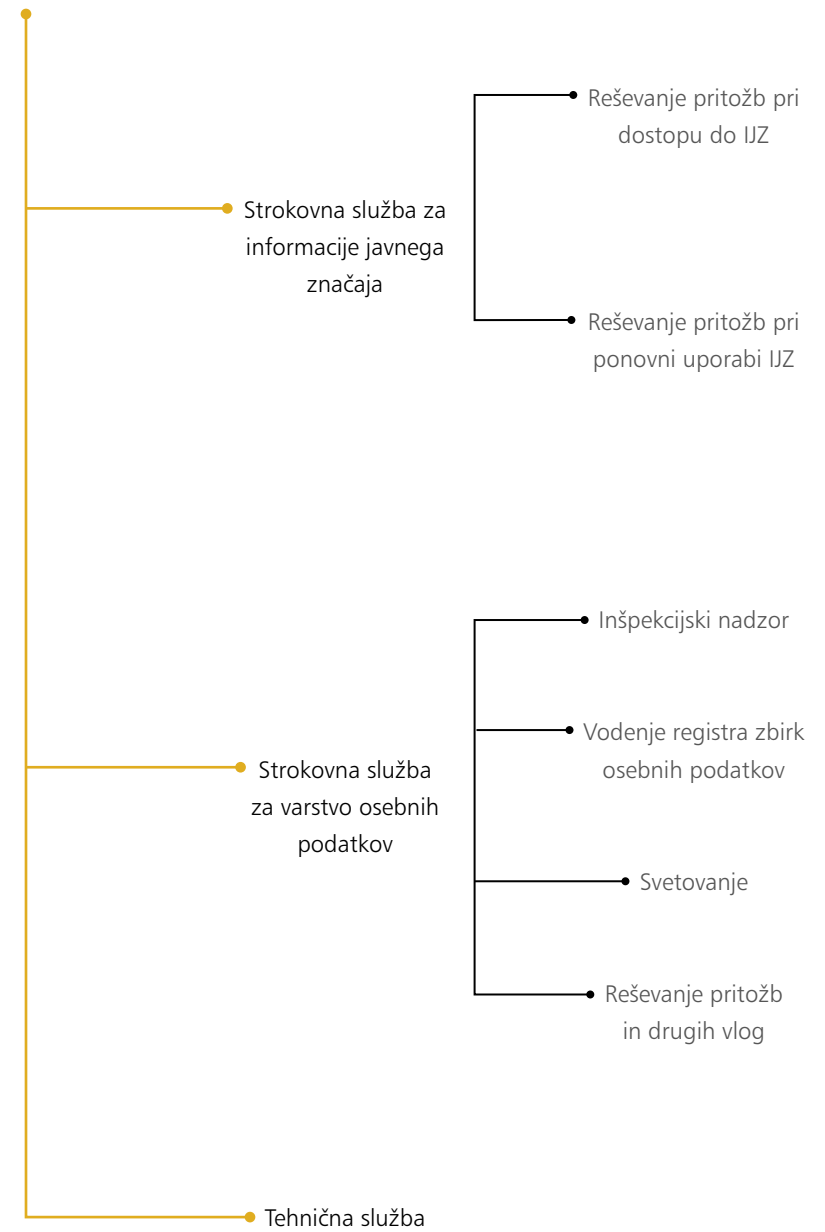 Reševanje pritožb pri
dostopu do IJZ
Strokovna služba za
informacije javnega
značaja
Reševanje pritožb pri
ponovni uporabi IJZ
Inšpekcijski nadzor
Vodenje registra zbirk
osebnih podatkov
Strokovna služba
za varstvo osebnih
podatkov
Svetovanje
Reševanje pritožb
in drugih vlog
Tehnična služba